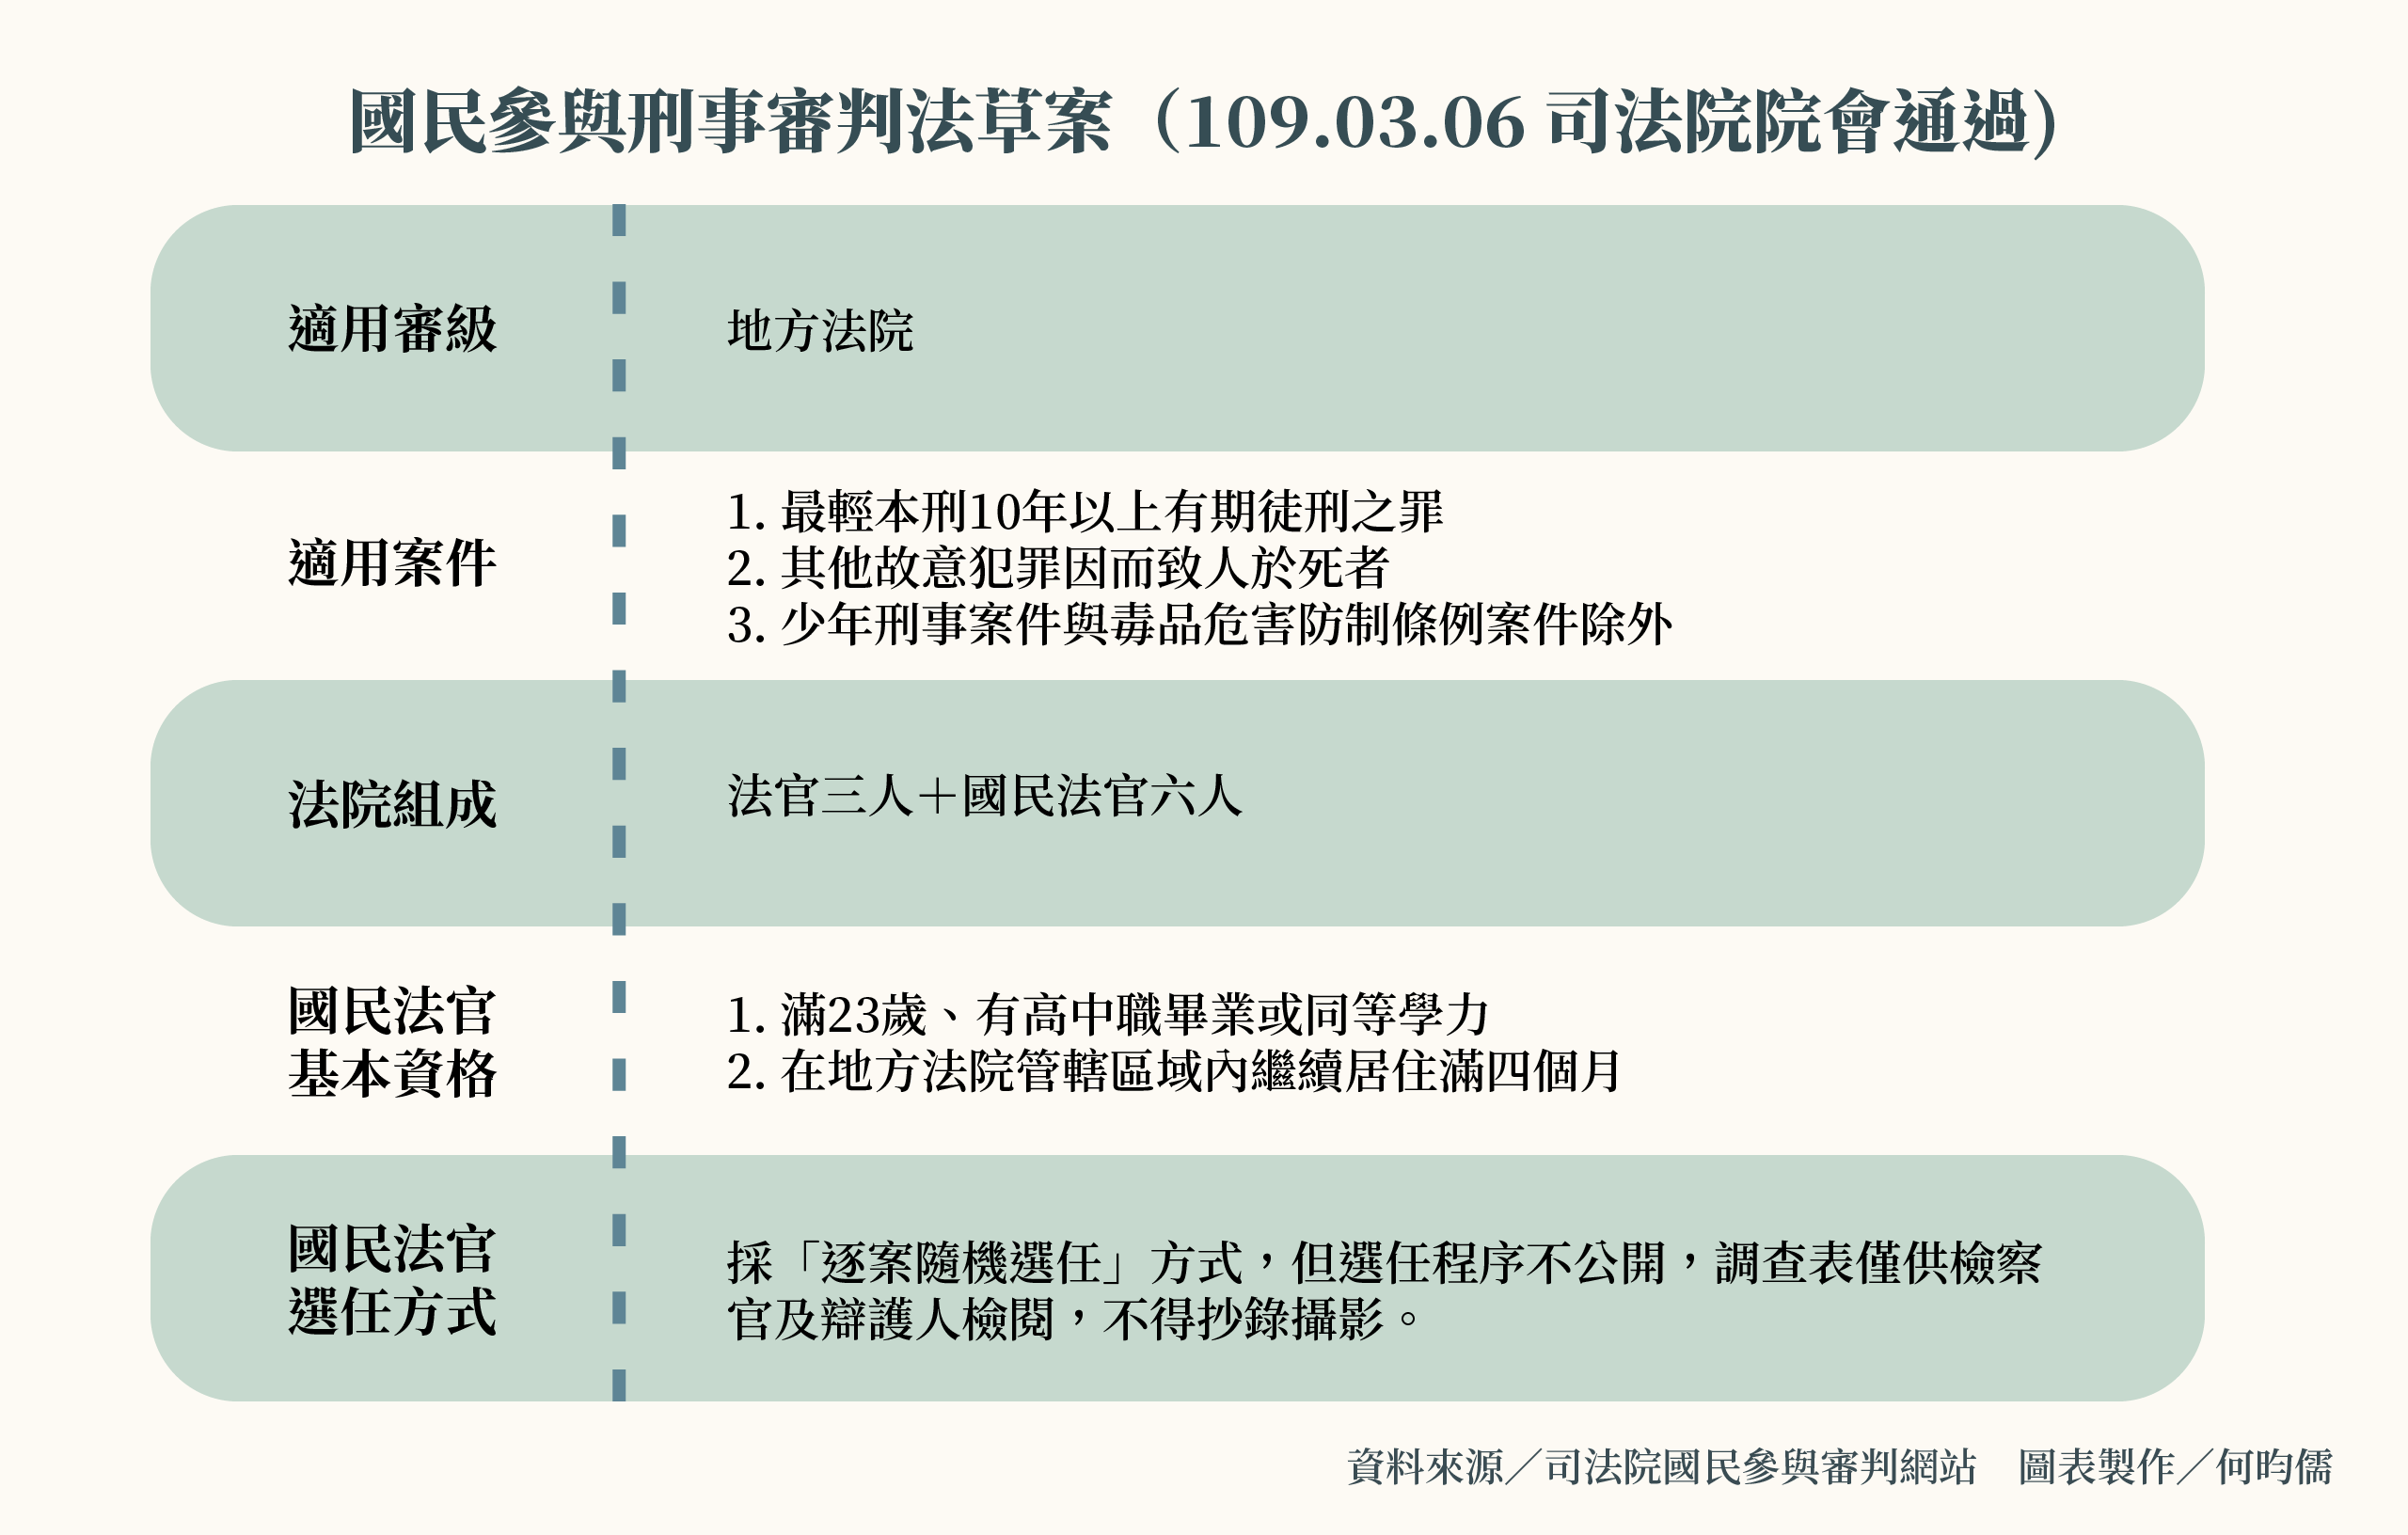 國民參與刑事審判法草案（109.03.06 司法院院會通過)
適用審級
地方法院
適用案件
1. 最輕本刑10年以上有期徒刑之罪
2. 其他故意犯罪因而致人於死者
3. 少年刑事案件與毒品危害防制條例案件除外
法院組成
法官三人＋國民法官六人
國民法官
基本資格
1. 滿23歲、有高中職畢業或同等學力
2. 在地方法院管轄區域內繼續居住滿四個月
國民法官
選任方式
採「逐案隨機選任」方式，但選任程序不公開，調查表僅供檢察
官及辯護人檢閱，不得抄錄攝影。
資料來源／司法院國民參與審判網站　圖表製作／何昀儒